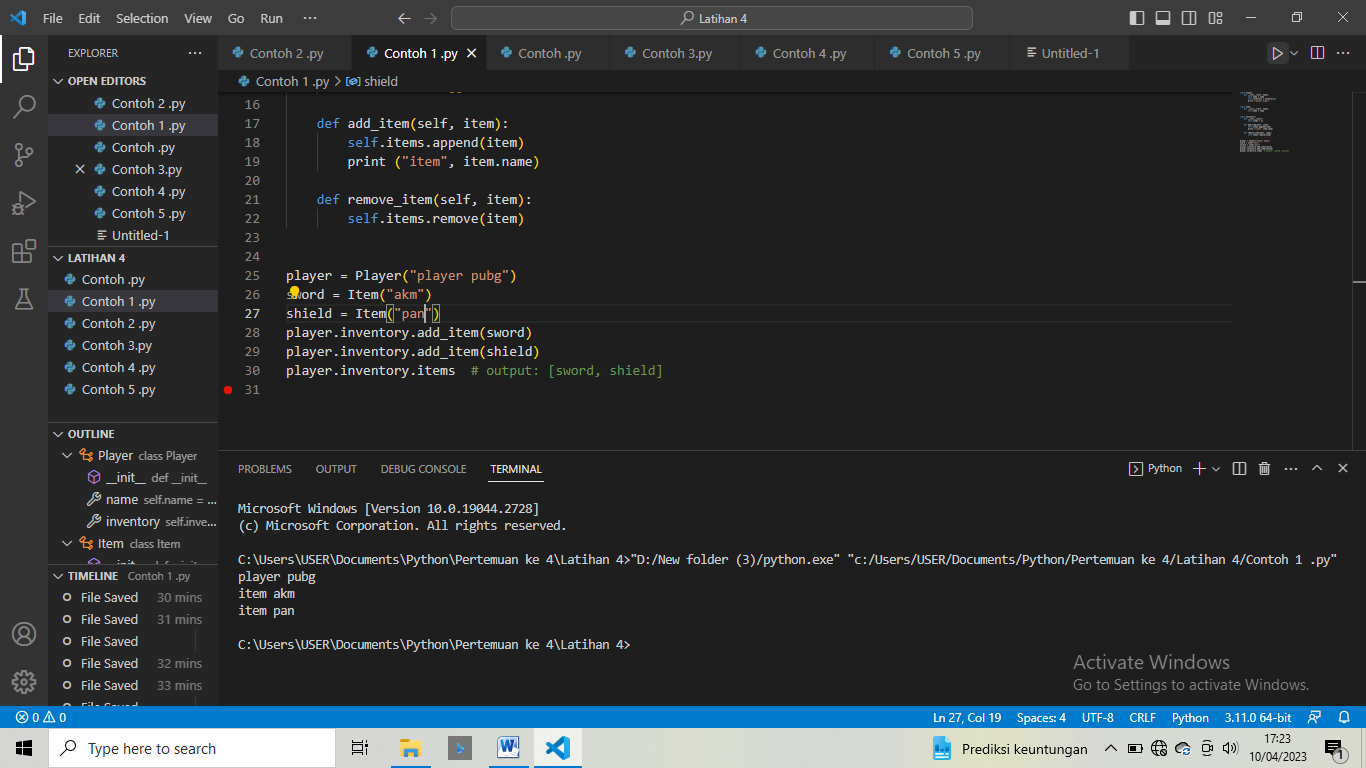 File Edit Selection View Go Run ··· Latihan 4
EXPLORER ···
OPEN EDITORS
Contoh 2 .py
Contoh 1 .py
Contoh .py
Contoh 3.py
Contoh 4 .py
Contoh 5 .py
Untitled-1
LATIHAN 4
Contoh .py
Contoh 1 .py
Contoh 2 .py
Contoh 3.py
Contoh 4 .py
Contoh 5 .py
OUTLINE
Player class Player
__init__ def __init__
name self.name = ...
inventory self.inve...
Item class Item
TIMELINE Contoh 1 .py
File Saved 30 mins
File Saved 31 mins
File Saved
File Saved 32 mins
File Saved 33 mins
Contoh 2 .py Contoh 1 .py Contoh .py Contoh 3.py Contoh 4 .py Contoh 5 .py Untitled-1
Contoh 1 .py > shield
16
17 def add_item(self, item):
18 self.items.append(item)
19 print ("item", item.name)
20
21 def remove_item(self, item):
22 self.items.remove(item)
23
24
25 player = Player("player pubg")
26 sword = Item("akm")
27 shield = Item("pan")
28 player.inventory.add_item(sword)
29 player.inventory.add_item(shield)
30 player.inventory.items # output: [sword, shield]
31
PROBLEMS OUTPUT DEBUG CONSOLE TERMINAL Python
Microsoft Windows [Version 10.0.19044.2728]
(c) Microsoft Corporation. All rights reserved.
C:\Users\USER\Documents\Python\Pertemuan ke 4\Latihan 4>"D:/New folder (3)/python.exe" "c:/Users/USER/Documents/Python/Pertemuan ke 4/Latihan 4/Contoh 1 .py"
player pubg
item akm
item pan
C:\Users\USER\Documents\Python\Pertemuan ke 4\Latihan 4>
Activate Windows
Go to Settings to activate Windows.
0 0 Ln 27, Col 19 Spaces: 4 UTF-8 CRLF Python 3.11.0 64-bit
Type here to search Prediksi keuntungan 17:23
10/04/2023 1